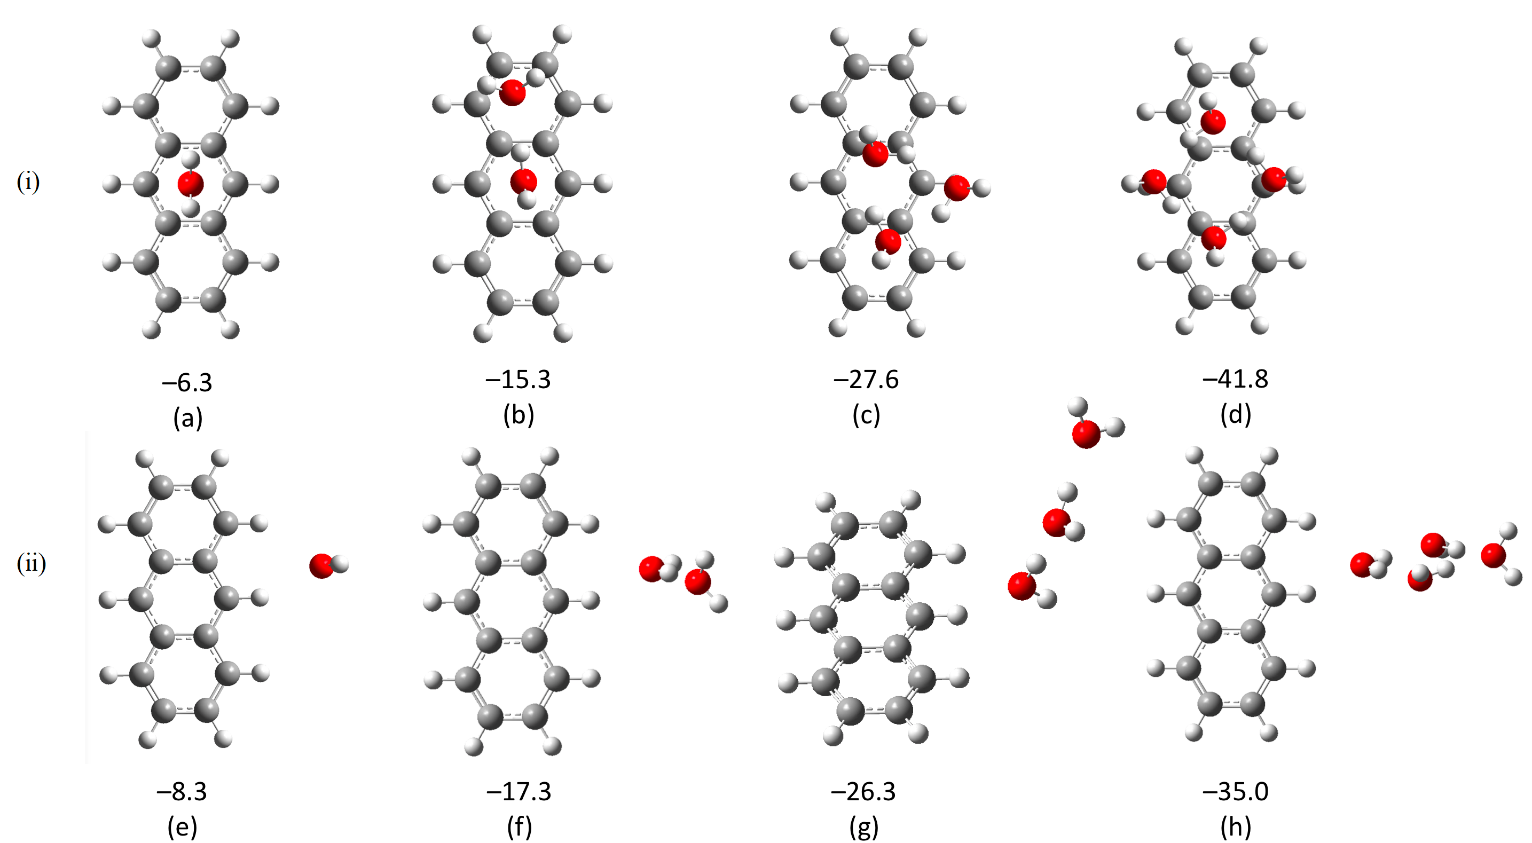 (i)
–6.3 –15.3 –27.6 –41.8
(a) (b) (c) (d)
(ii)
–8.3 –17.3 –26.3 –35.0
(e) (f) (g) (h)